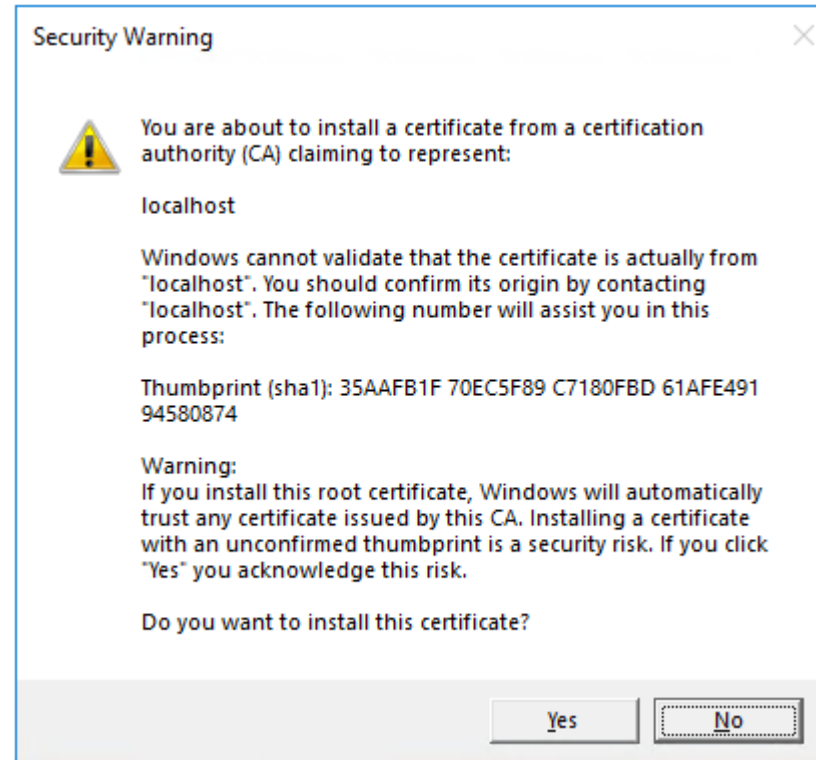 Security Warning
You are about to install a certificate from a certification
authority (CA) claiming to represent:
localhost
Windows cannot validate that the certificate is actually from
"localhost". You should confirm its origin by contacting
"localhost". The following number will assist you in this
process:
Thumbprint (sha1): 35AAFB1F 70EC5F89 C7180FBD 61AFE491
94580874
Warning:
If you install this root certificate, Windows will automatically
trust any certificate issued by this CA. Installing a certificate
with an unconfirmed thumbprint is a security risk. If you click
"Yes" you acknowledge this risk.
Do you want to install this certificate?
Yes
No